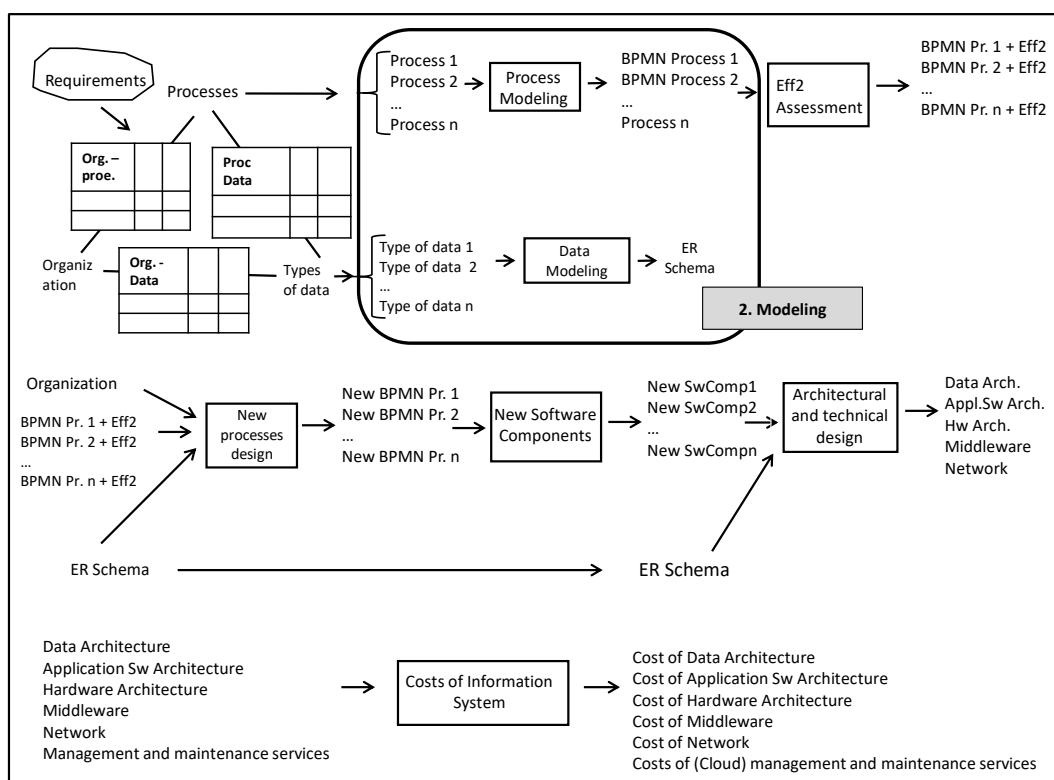 Requirements
Processes
Org. –
proe.
Proc
Data
Organiz
ation
Org. -
Data
Types
of data
Process 1
Process 2
...
Process n
Process
Modeling
BPMN Process 1
BPMN Process 2
...
Process n
Eff2
Assessment
BPMN Pr. 1 + Eff2
BPMN Pr. 2 + Eff2
...
BPMN Pr. n + Eff2
Type of data 1
Type of data 2
...
Type of data n
Data
Modeling
ER
Schema
2. Modeling
Organization
BPMN Pr. 1 + Eff2
BPMN Pr. 2 + Eff2
...
BPMN Pr. n + Eff2
New
processes
design
New BPMN Pr. 1
New BPMN Pr. 2
...
New BPMN Pr. n
New Software
Components
New SwComp1
New SwComp2
...
New SwCompn
Architectural
and technical
design
Data Arch.
Appl.Sw Arch.
Hw Arch.
Middleware
Network
ER Schema
ER Schema
Data Architecture
Application Sw Architecture
Hardware Architecture
Middleware
Network
Management and maintenance services
Costs of Information
System
Cost of Data Architecture
Cost of Application Sw Architecture
Cost of Hardware Architecture
Cost of Middleware
Cost of Network
Costs of (Cloud) management and maintenance services